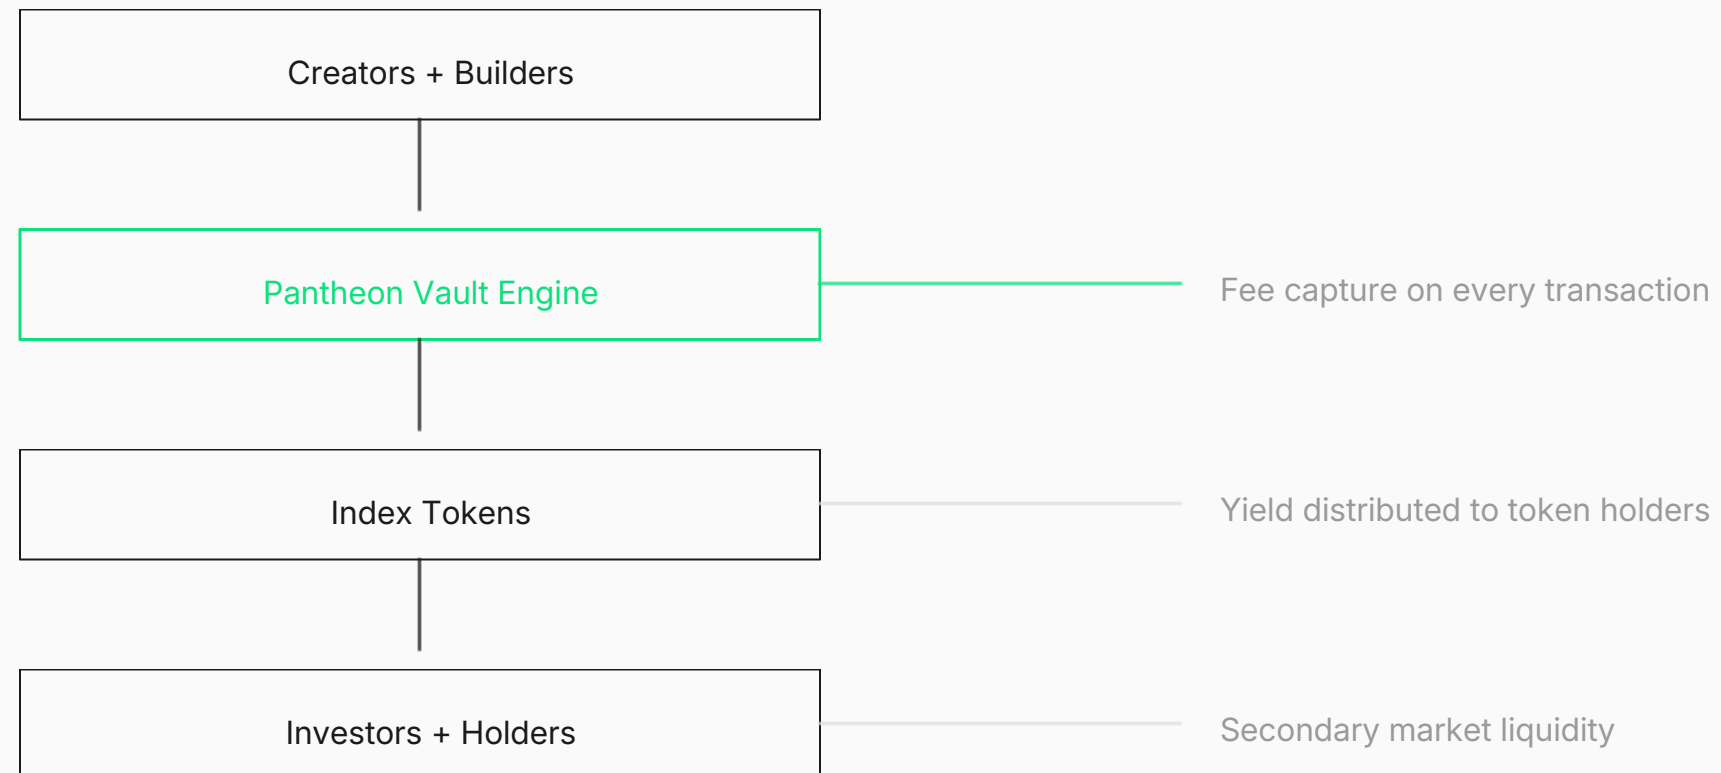 Creators + Builders
Pantheon Vault Engine
Fee capture on every transaction
Index Tokens
Yield distributed to token holders
Investors + Holders
Secondary market liquidity